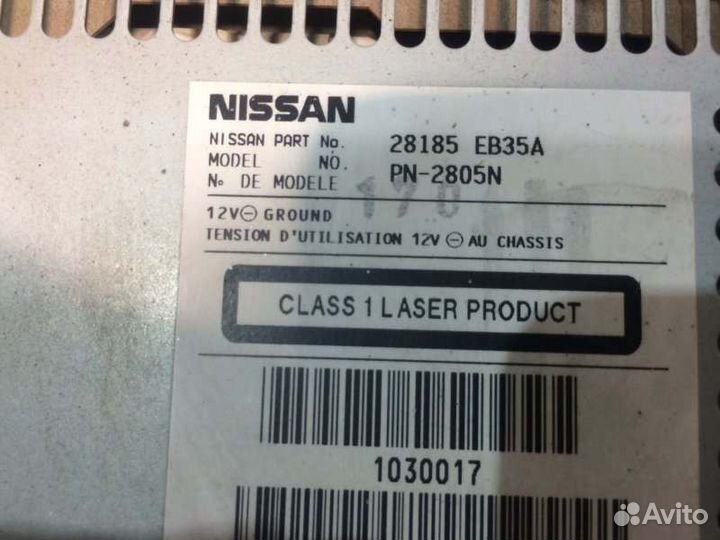 NISSAN
NISSAN PART No. 28185 EB35A
MODEL NO. PN-2805N
No DE MODELE
12V⊖ GROUND
TENSION D'UTILISATION 12V ⊖ AU CHASSIS
CLASS 1 LASER PRODUCT
1030017
Avito